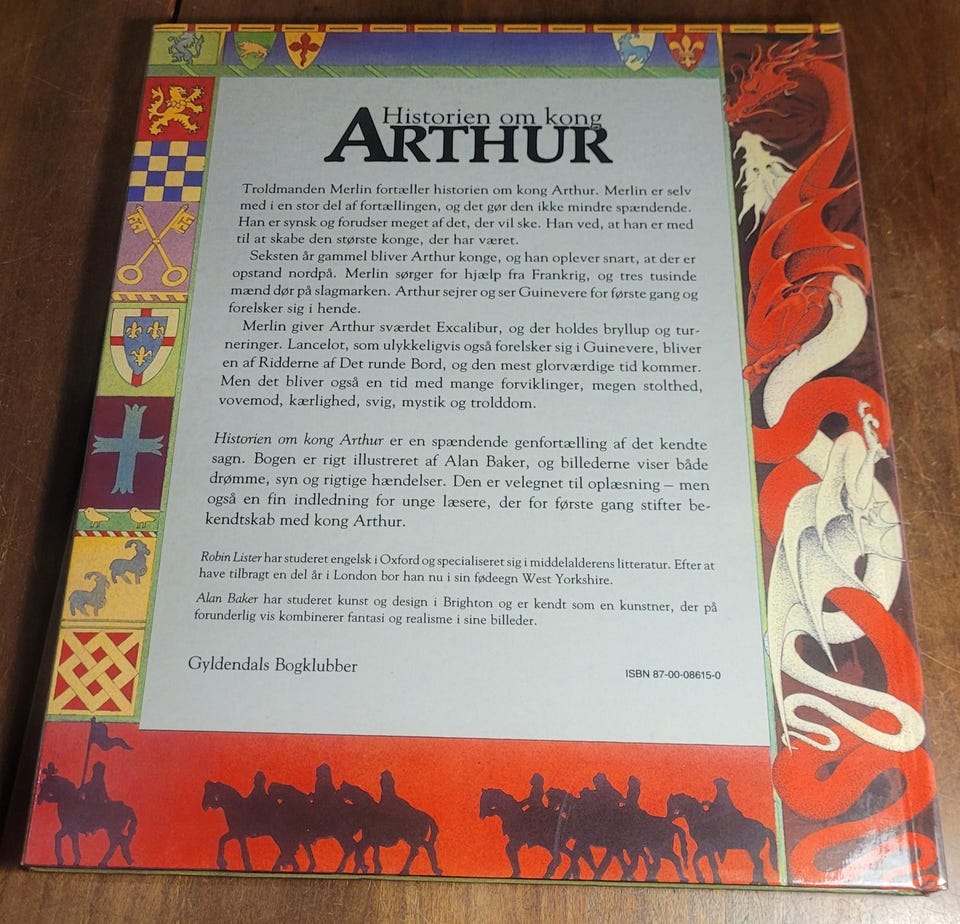 Historien om kong
ARTHUR
Troldmanden Merlin fortæller historien om kong Arthur. Merlin er selv
med i en stor del af fortællingen, og det gør den ikke mindre spændende.
Han er synsk og forudser meget af det, der vil ske. Han ved, at han er med
til at skabe den største konge, der har været.
Seksten år gammel bliver Arthur konge, og han oplever snart, at der er
opstand nordpå. Merlin sørger for hjælp fra Frankrig, og tres tusinde
mænd dør på slagmarken. Arthur sejrer og ser Guinevere for første gang og
forelsker sig i hende.
Merlin giver Arthur sværdet Excalibur, og der holdes bryllup og tur-
neringer. Lancelot, som ulykkeligvis også forelsker sig i Guinevere, bliver
en af Ridderne af Det runde Bord, og den mest glorværdige tid kommer.
Men det bliver også en tid med mange forviklinger, megen stolthed,
vovemod, kærlighed, svig, mystik og trolddom.
Historien om kong Arthur er en spændende genfortælling af det kendte
sagn. Bogen er rigt illustreret af Alan Baker, og billederne viser både
drømme, syn og rigtige hændelser. Den er velegnet til oplæsning – men
også en fin indledning for unge læsere, der for første gang stifter be-
kendtskab med kong Arthur.
Robin Lister har studeret engelsk i Oxford og specialiseret sig i middelalderens litteratur. Efter at
have tilbragt en del år i London bor han nu i sin fødeegn West Yorkshire.
Alan Baker har studeret kunst og design i Brighton og er kendt som en kunstner, der på
forunderlig vis kombinerer fantasi og realisme i sine billeder.
Gyldendals Bogklubber
ISBN 87-00-08615-0